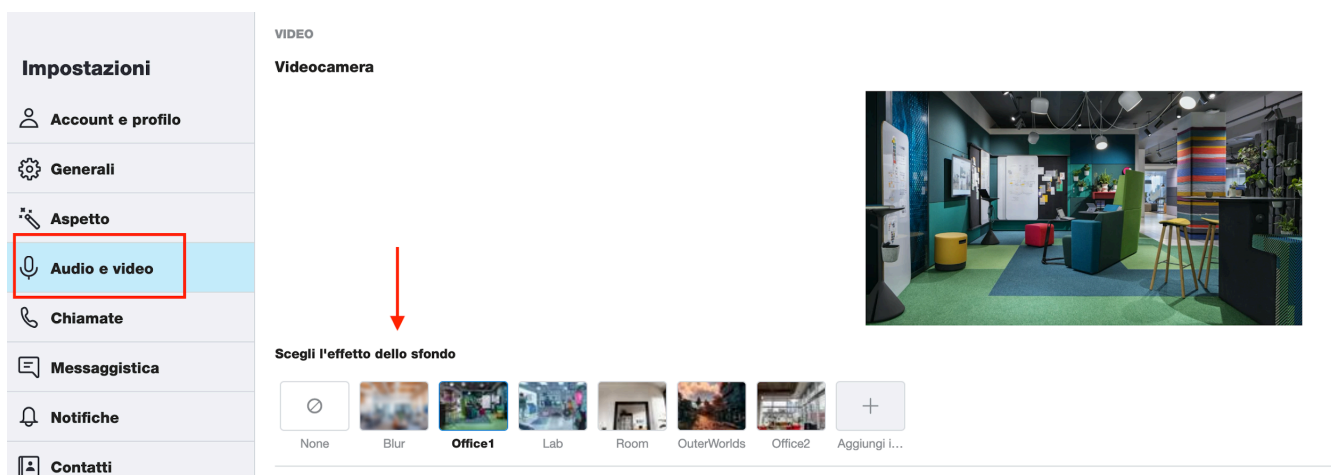 Impostazioni
Account e profilo
Generali
Aspetto
Audio e video
Chiamate
Messaggistica
Notifiche
Contatti
VIDEO
Videocamera
Scegli l'effetto dello sfondo
None Blur Office1 Lab Room OuterWorlds Office2 Aggiungi i...